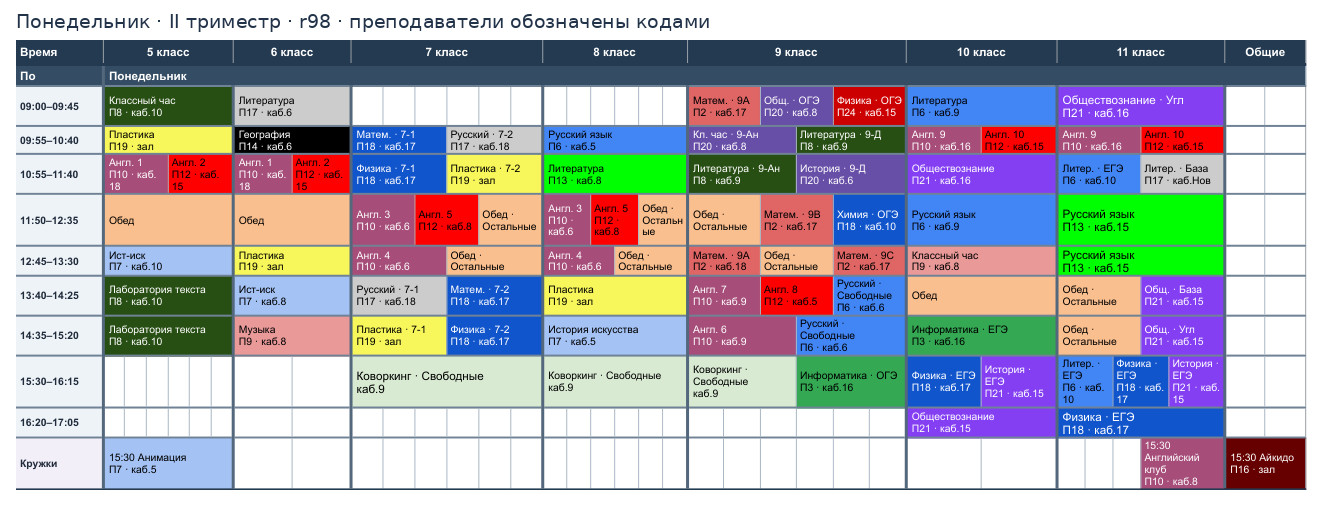 Понедельник · II триместр · r98 · преподаватели обозначены кодами
Время 5 класс 6 класс 7 класс 8 класс 9 класс 10 класс 11 класс Общие
По Понедельник
09:00–09:45
Классный час
П8 · каб.10
Литература
П17 · каб.6
Матем. · 9А
П2 · каб.17
Общ. · ОГЭ
П20 · каб.8
Физика · ОГЭ
П24 · каб.15
Литература
П6 · каб.9
Обществознание · Угл
П21 · каб.16
09:55–10:40
Пластика
П19 · зал
География
П14 · каб.6
Матем. · 7-1
П18 · каб.17
Русский · 7-2
П17 · каб.18
Русский язык
П6 · каб.5
Кл. час · 9-Ан
П20 · каб.8
Литература · 9-Д
П8 · каб.9
Англ. 9
П10 · каб.16
Англ. 10
П12 · каб.15
Англ. 9
П10 · каб.16
Англ. 10
П12 · каб.15
10:55–11:40
Англ. 1
П10 · каб.
18
Англ. 2
П12 · каб.
15
Англ. 1
П10 · каб.
18
Англ. 2
П12 · каб.
15
Физика · 7-1
П18 · каб.17
Пластика · 7-2
П19 · зал
Литература
П13 · каб.8
Литература · 9-Ан
П8 · каб.9
История · 9-Д
П20 · каб.6
Обществознание
П21 · каб.16
Литер. · ЕГЭ
П6 · каб.10
Литер. · База
П17 · каб.Нов
11:50–12:35
Обед
Обед
Англ. 3
П10 · каб.6
Англ. 5
П12 · каб.8
Обед ·
Остальные
Англ. 3
П10 ·
каб.6
Англ. 5
П12 ·
каб.8
Обед ·
Остальн
ые
Обед ·
Остальные
Матем. · 9В
П2 · каб.17
Химия · ОГЭ
П18 · каб.10
Русский язык
П6 · каб.9
Русский язык
П13 · каб.15
12:45–13:30
Ист-иск
П7 · каб.10
Пластика
П19 · зал
Англ. 4
П10 · каб.6
Обед ·
Остальные
Англ. 4
П10 · каб.6
Обед ·
Остальные
Матем. · 9А
П2 · каб.18
Обед ·
Остальные
Матем. · 9С
П2 · каб.17
Классный час
П9 · каб.8
Русский язык
П13 · каб.15
13:40–14:25
Лаборатория текста
П8 · каб.10
Ист-иск
П7 · каб.8
Русский · 7-1
П17 · каб.18
Матем. · 7-2
П18 · каб.17
Пластика
П19 · зал
Англ. 7
П10 · каб.9
Англ. 8
П12 · каб.5
Русский ·
Свободные
П6 · каб.6
Обед
Обед ·
Остальные
Общ. · База
П21 · каб.15
14:35–15:20
Лаборатория текста
П8 · каб.10
Музыка
П9 · каб.8
Пластика · 7-1
П19 · зал
Физика · 7-2
П18 · каб.17
История искусства
П7 · каб.5
Англ. 6
П10 · каб.9
Русский ·
Свободные
П6 · каб.6
Информатика · ЕГЭ
П3 · каб.16
Обед ·
Остальные
Общ. · Угл
П21 · каб.15
15:30–16:15
Коворкинг · Свободные
каб.9
Коворкинг · Свободные
каб.9
Коворкинг ·
Свободные
каб.9
Информатика · ОГЭ
П3 · каб.16
Физика · ЕГЭ
П18 · каб.17
История ·
ЕГЭ
П21 · каб.15
Литер. ·
ЕГЭ
П6 · каб.
10
Физика ·
ЕГЭ
П18 · каб.
17
История ·
ЕГЭ
П21 · каб.
15
16:20–17:05
Обществознание
П21 · каб.15
Физика · ЕГЭ
П18 · каб.17
Кружки
15:30 Анимация
П7 · каб.5
15:30
Английский
клуб
П10 · каб.8
15:30 Айкидо
П16 · зал